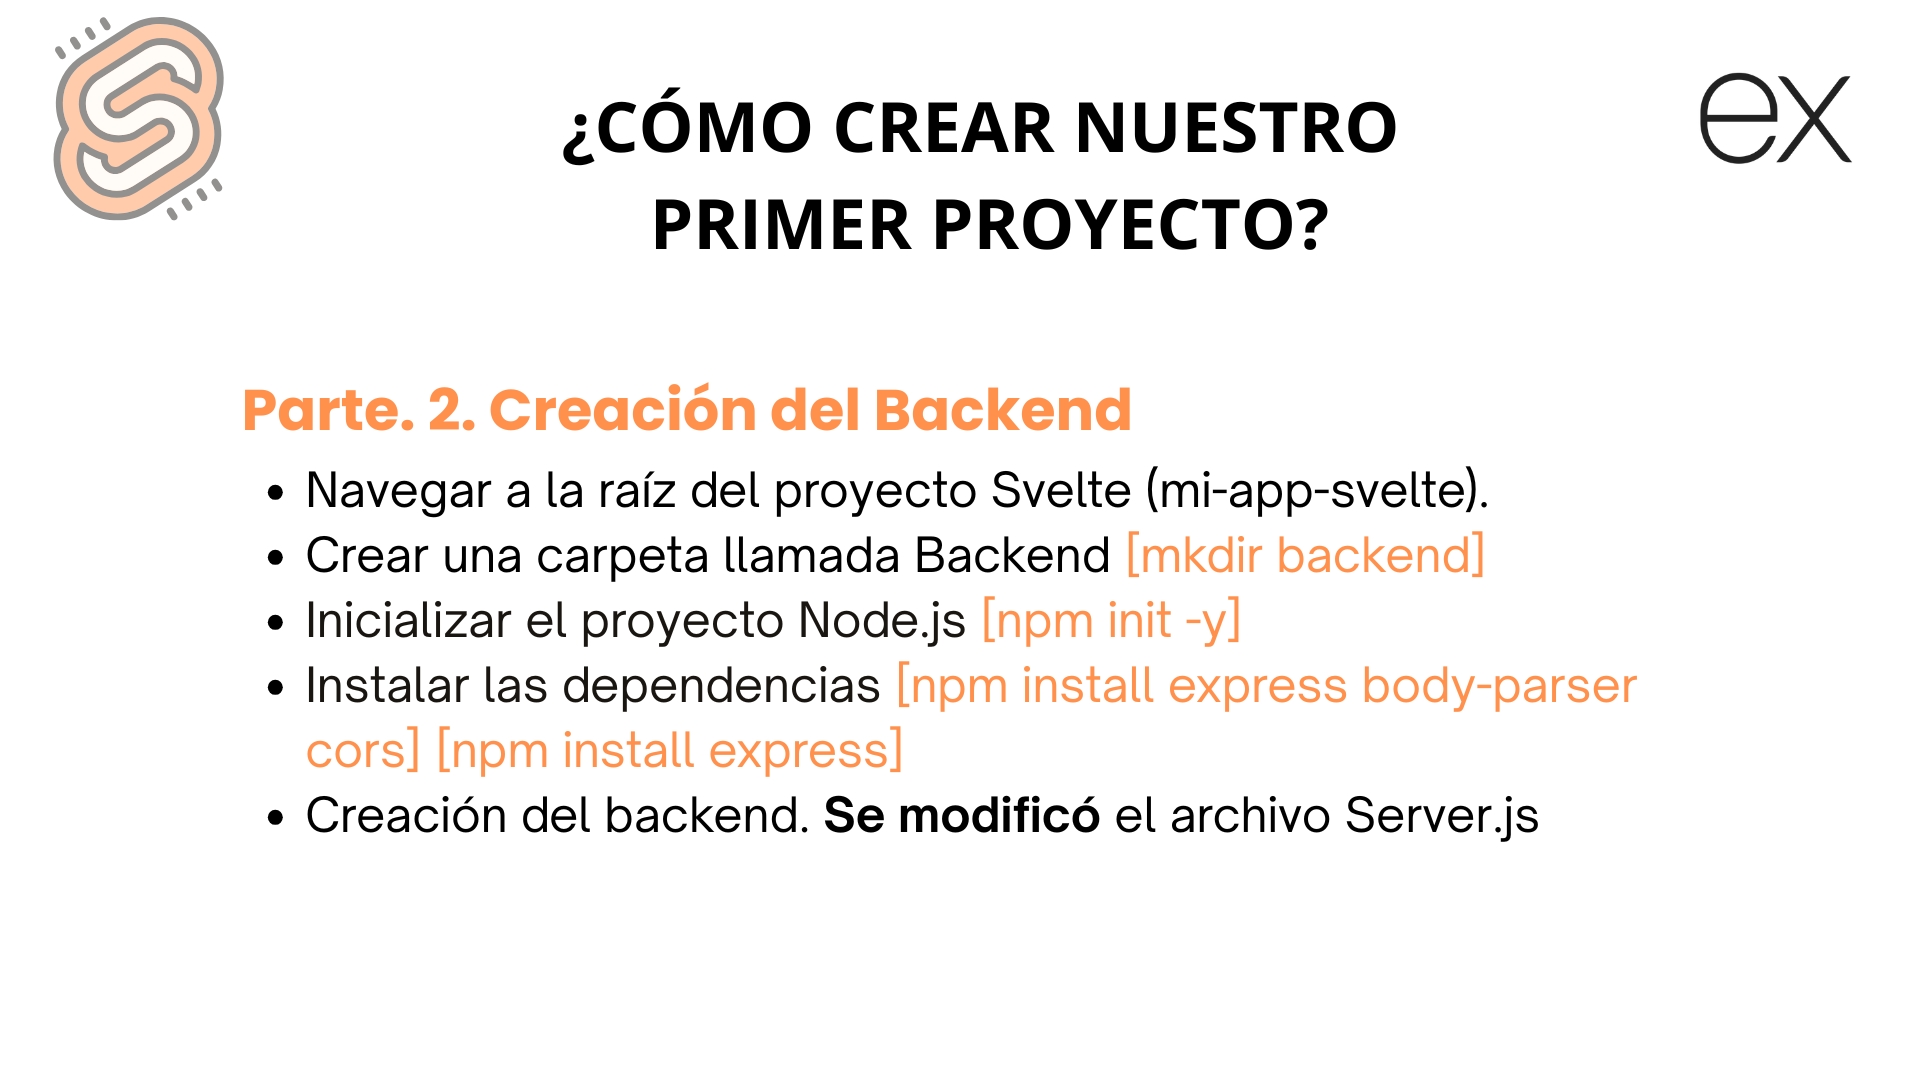 ex
¿CÓMO CREAR NUESTRO
PRIMER PROYECTO?
Parte. 2. Creación del Backend
• Navegar a la raíz del proyecto Svelte (mi-app-svelte).
• Crear una carpeta llamada Backend [mkdir backend]
• Inicializar el proyecto Node.js [npm init -y]
• Instalar las dependencias [npm install express body-parser
cors] [npm install express]
• Creación del backend. Se modificó el archivo Server.js